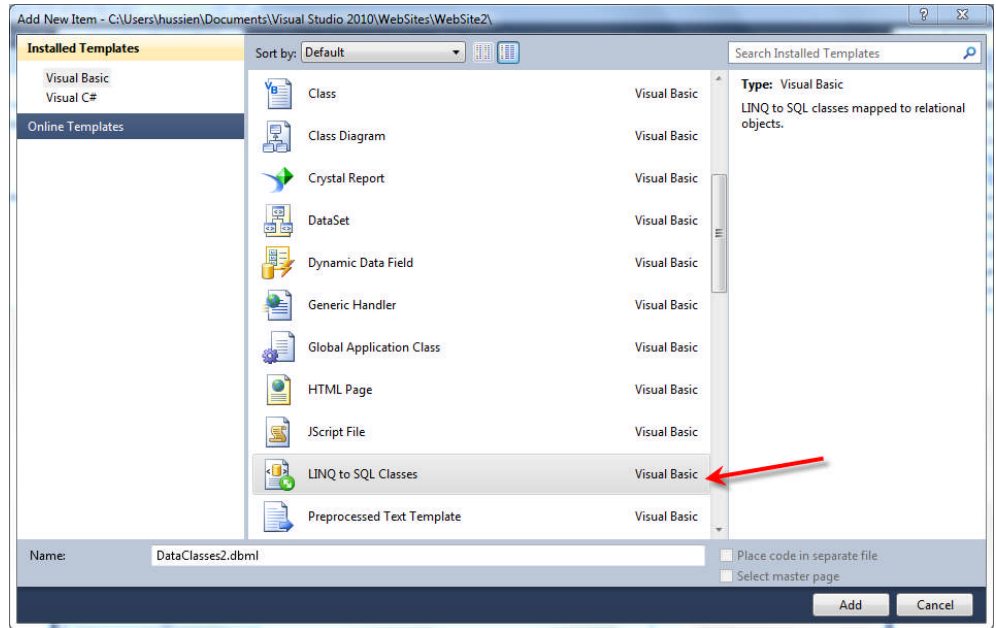 Add New Item - C:\Users\hussien\Documents\Visual Studio 2010\WebSites\WebSite2\
Installed Templates
Visual Basic
Visual C#
Online Templates
Sort by: Default
Search Installed Templates
Class Visual Basic
Class Diagram Visual Basic
Crystal Report Visual Basic
DataSet Visual Basic
Dynamic Data Field Visual Basic
Generic Handler Visual Basic
Global Application Class Visual Basic
HTML Page Visual Basic
JScript File Visual Basic
LINQ to SQL Classes Visual Basic
Preprocessed Text Template Visual Basic
Type: Visual Basic
LINQ to SQL classes mapped to relational
objects.
Name: DataClasses2.dbml
Place code in separate file
Select master page
Add Cancel